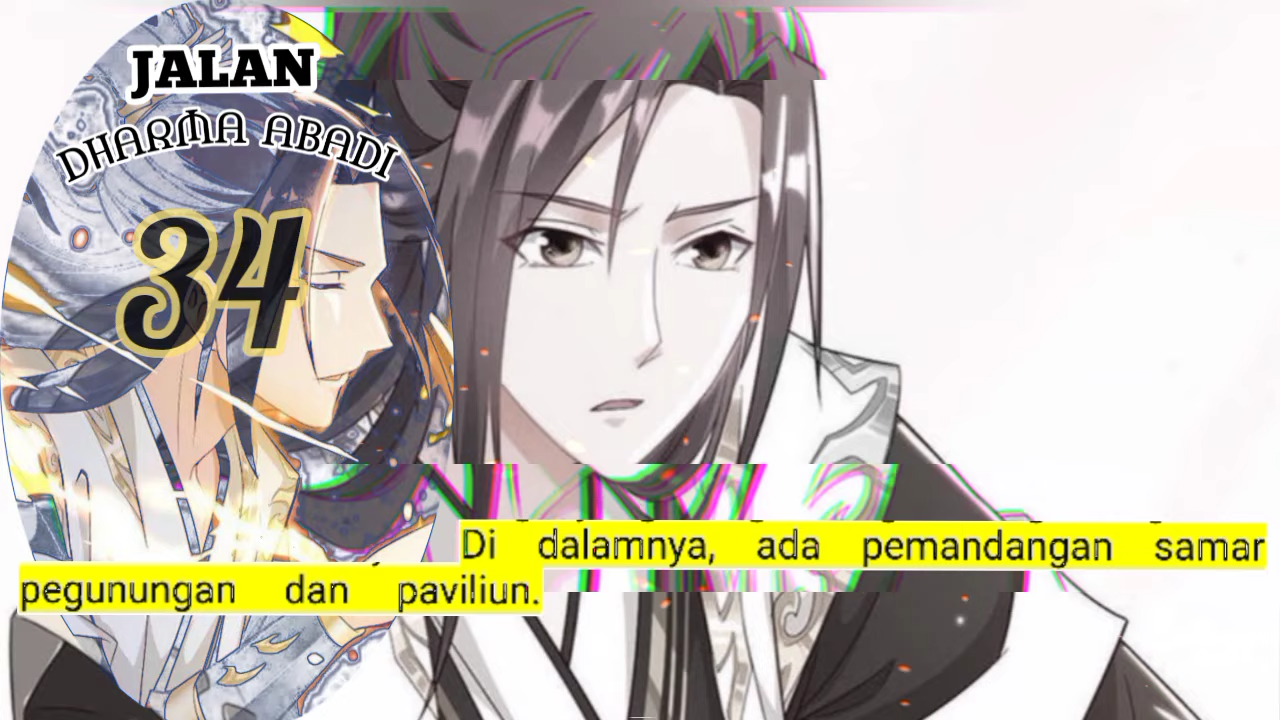 JALAN
DHARMA ABADI
34
Di dalamnya, ada pemandangan samar
pegunungan dan paviliun.